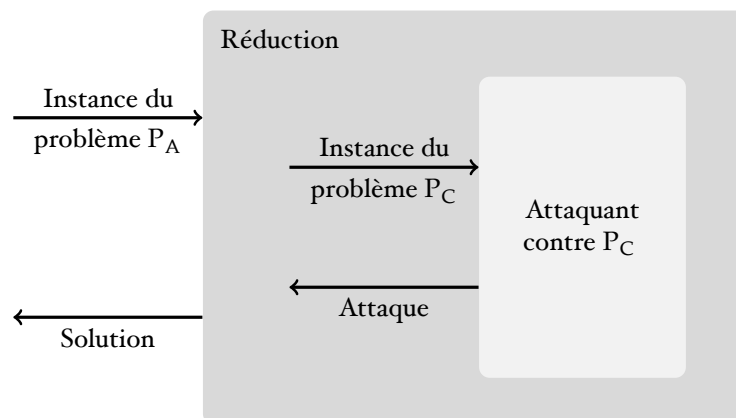 Réduction
Instance du
problème P_A
Instance du
problème P_C
Attaquant
contre P_C
Attaque
Solution